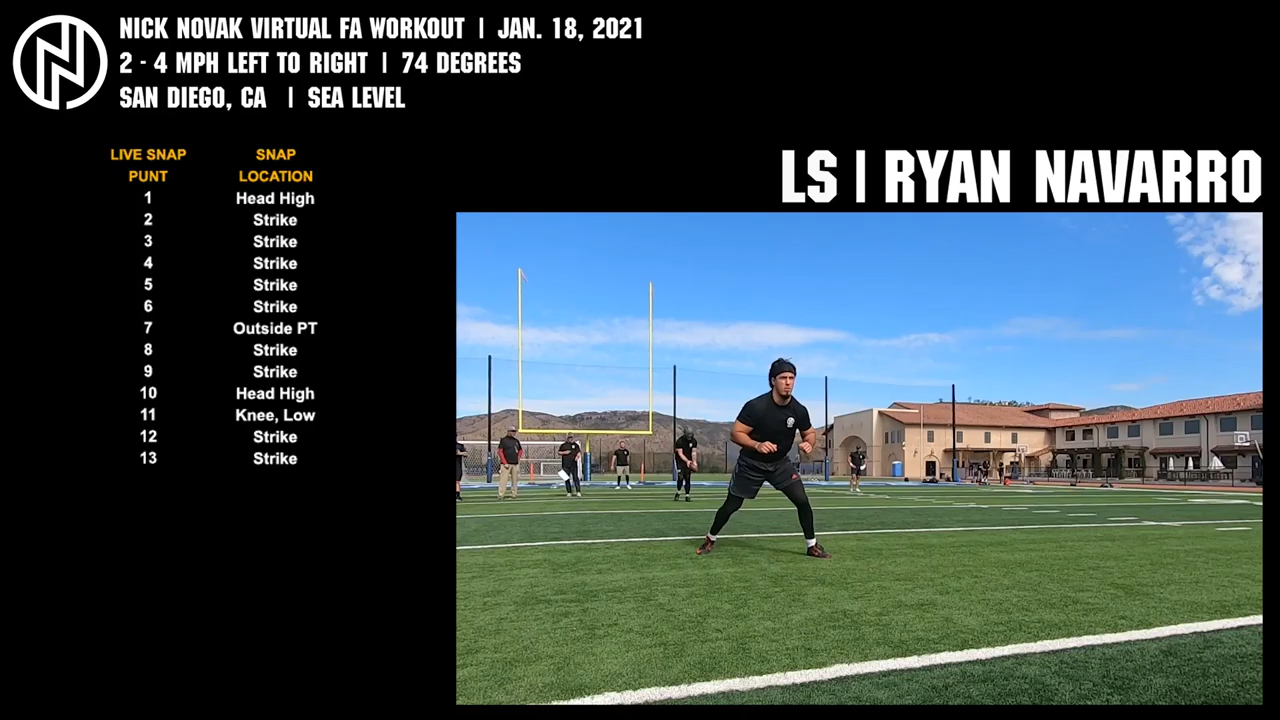 NICK NOVAK VIRTUAL FA WORKOUT | JAN. 18, 2021
2 - 4 MPH LEFT TO RIGHT | 74 DEGREES
SAN DIEGO, CA | SEA LEVEL
LS | RYAN NAVARRO
LIVE SNAP PUNT SNAP LOCATION
1 Head High
2 Strike
3 Strike
4 Strike
5 Strike
6 Strike
7 Outside PT
8 Strike
9 Strike
10 Head High
11 Knee, Low
12 Strike
13 Strike